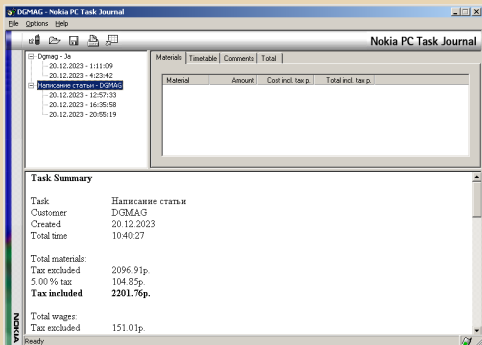 DGMAG - Nokia PC Task Journal
File Options Help
Nokia PC Task Journal
Dgmag - Ja
20.12.2023 - 1:11:09
20.12.2023 - 4:23:42
Написание статьи - DGMAG
20.12.2023 - 12:57:33
20.12.2023 - 16:35:58
20.12.2023 - 20:55:19
Materials Timetable Comments Total
Material Amount Cost incl. tax p. Total incl. tax p.
Task Summary
Task Написание статьи
Customer DGMAG
Created 20.12.2023
Total time 10:40:27
Total materials:
Tax excluded 2096.91р.
5.00 % tax 104.85р.
Tax included 2201.76р.
Total wages:
Tax excluded 151.01р.
NOKIA
Ready